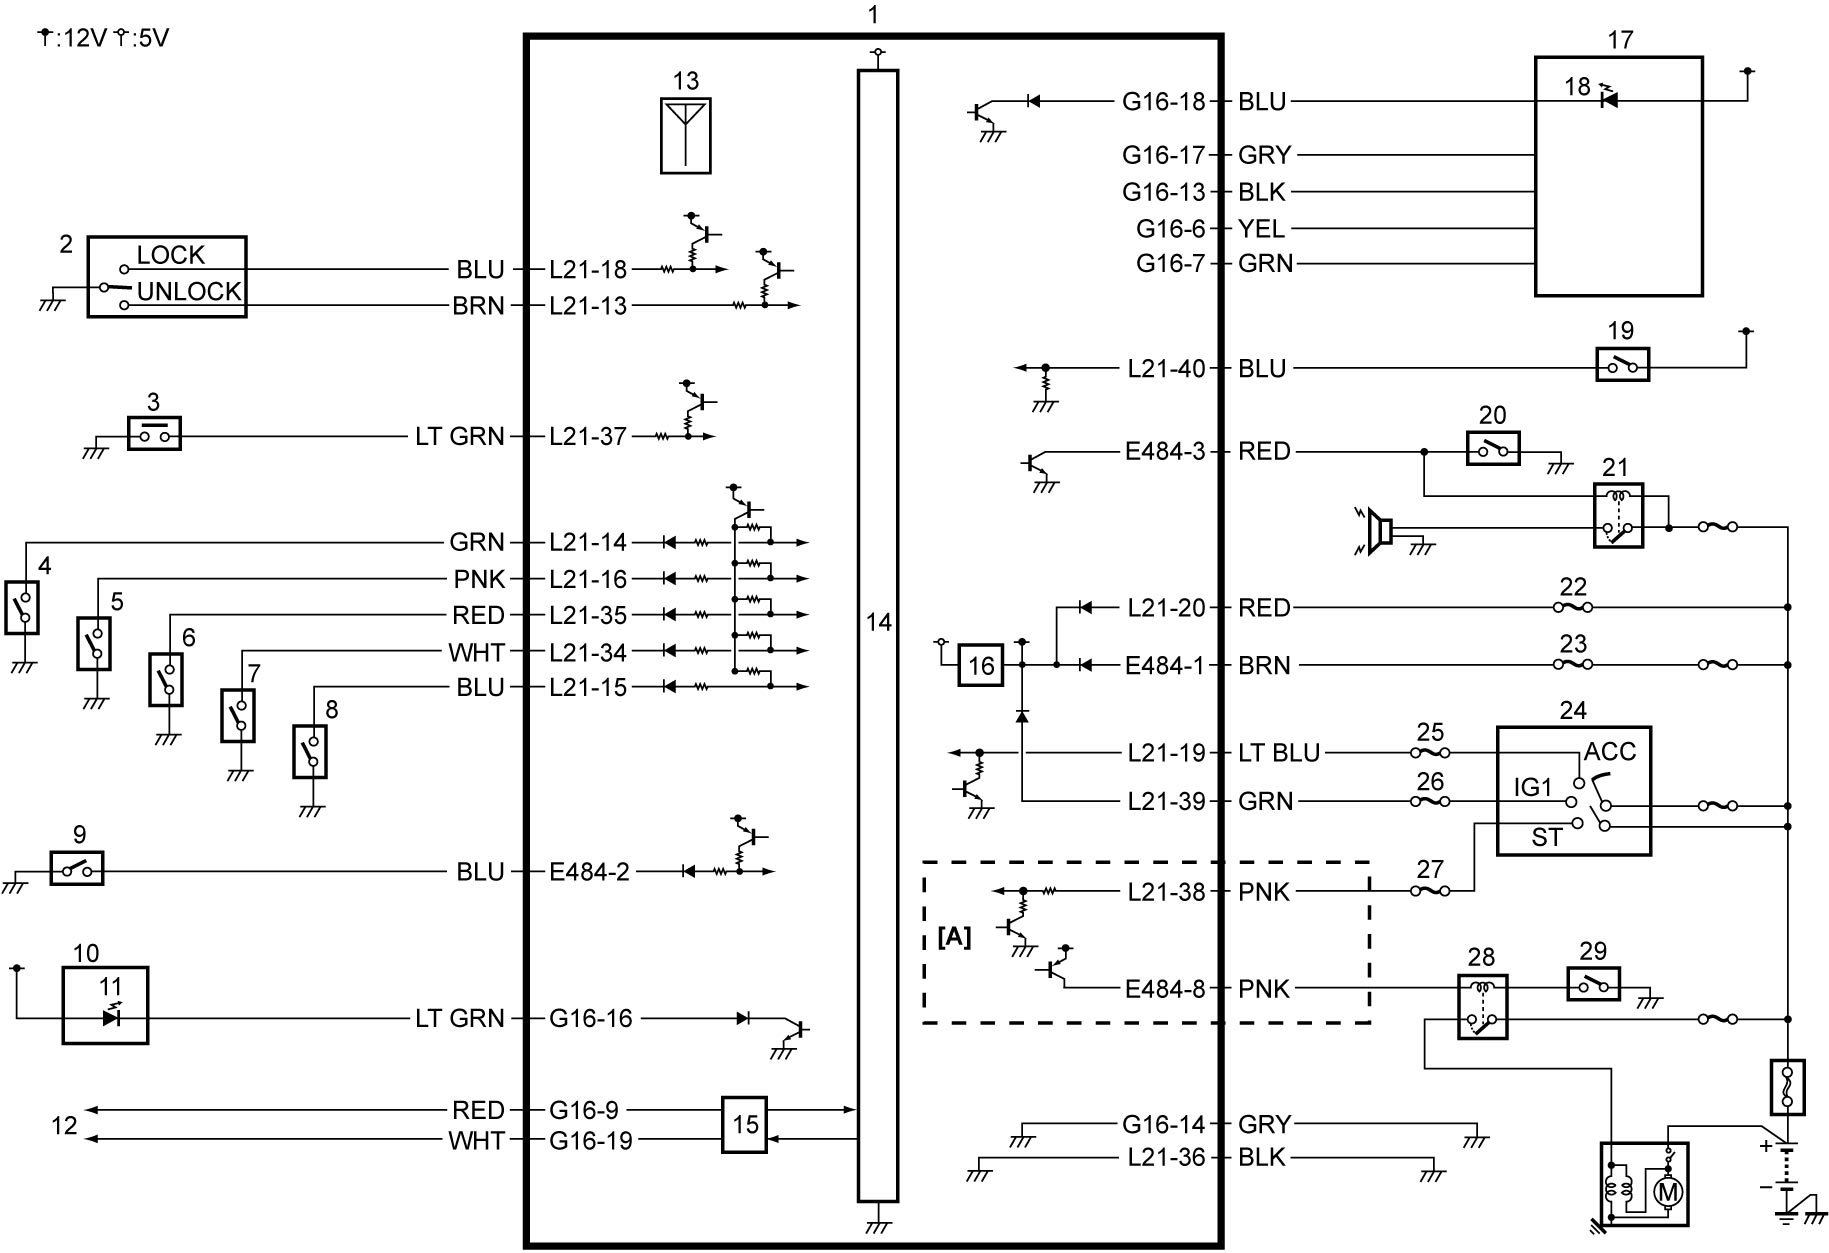 1
:12V :5V
17
13
18
G16-18 BLU
G16-17 GRY
G16-13 BLK
G16-6 YEL
G16-7 GRN
2
LOCK
UNLOCK
BLU L21-18
BRN L21-13
19
L21-40 BLU
3
LT GRN L21-37
20
E484-3 RED
21
4
GRN L21-14
5
PNK L21-16
6
RED L21-35
7
WHT L21-34
8
BLU L21-15
14
22
L21-20 RED
23
16
E484-1 BRN
24
25
L21-19 LT BLU
ACC
26
L21-39 GRN
IG1
ST
9
BLU E484-2
27
L21-38 PNK
[A]
10
11
28
29
E484-8 PNK
LT GRN G16-16
12
RED G16-9
WHT G16-19
15
G16-14 GRY
L21-36 BLK
+
−
M